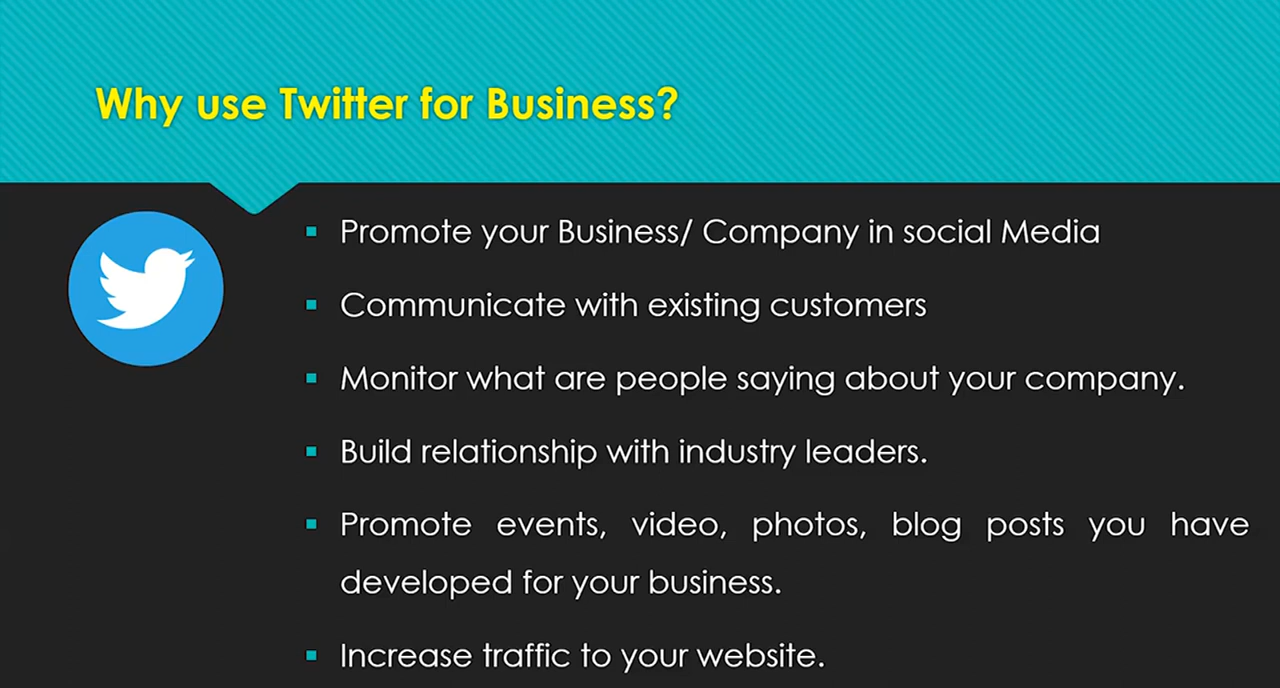 Why use Twitter for Business?
Promote your Business/ Company in social Media
Communicate with existing customers
Monitor what are people saying about your company.
Build relationship with industry leaders.
Promote events, video, photos, blog posts you have
developed for your business.
Increase traffic to your website.